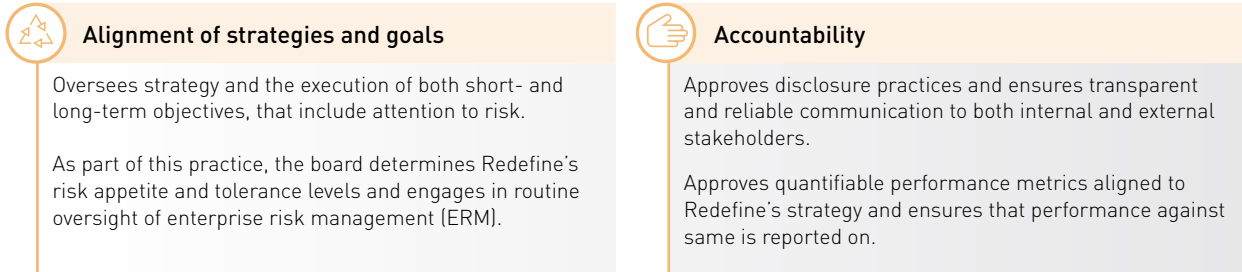 Alignment of strategies and goals
Oversees strategy and the execution of both short- and
long-term objectives, that include attention to risk.
As part of this practice, the board determines Redefine’s
risk appetite and tolerance levels and engages in routine
oversight of enterprise risk management (ERM).
Accountability
Approves disclosure practices and ensures transparent
and reliable communication to both internal and external
stakeholders.
Approves quantifiable performance metrics aligned to
Redefine’s strategy and ensures that performance against
same is reported on.